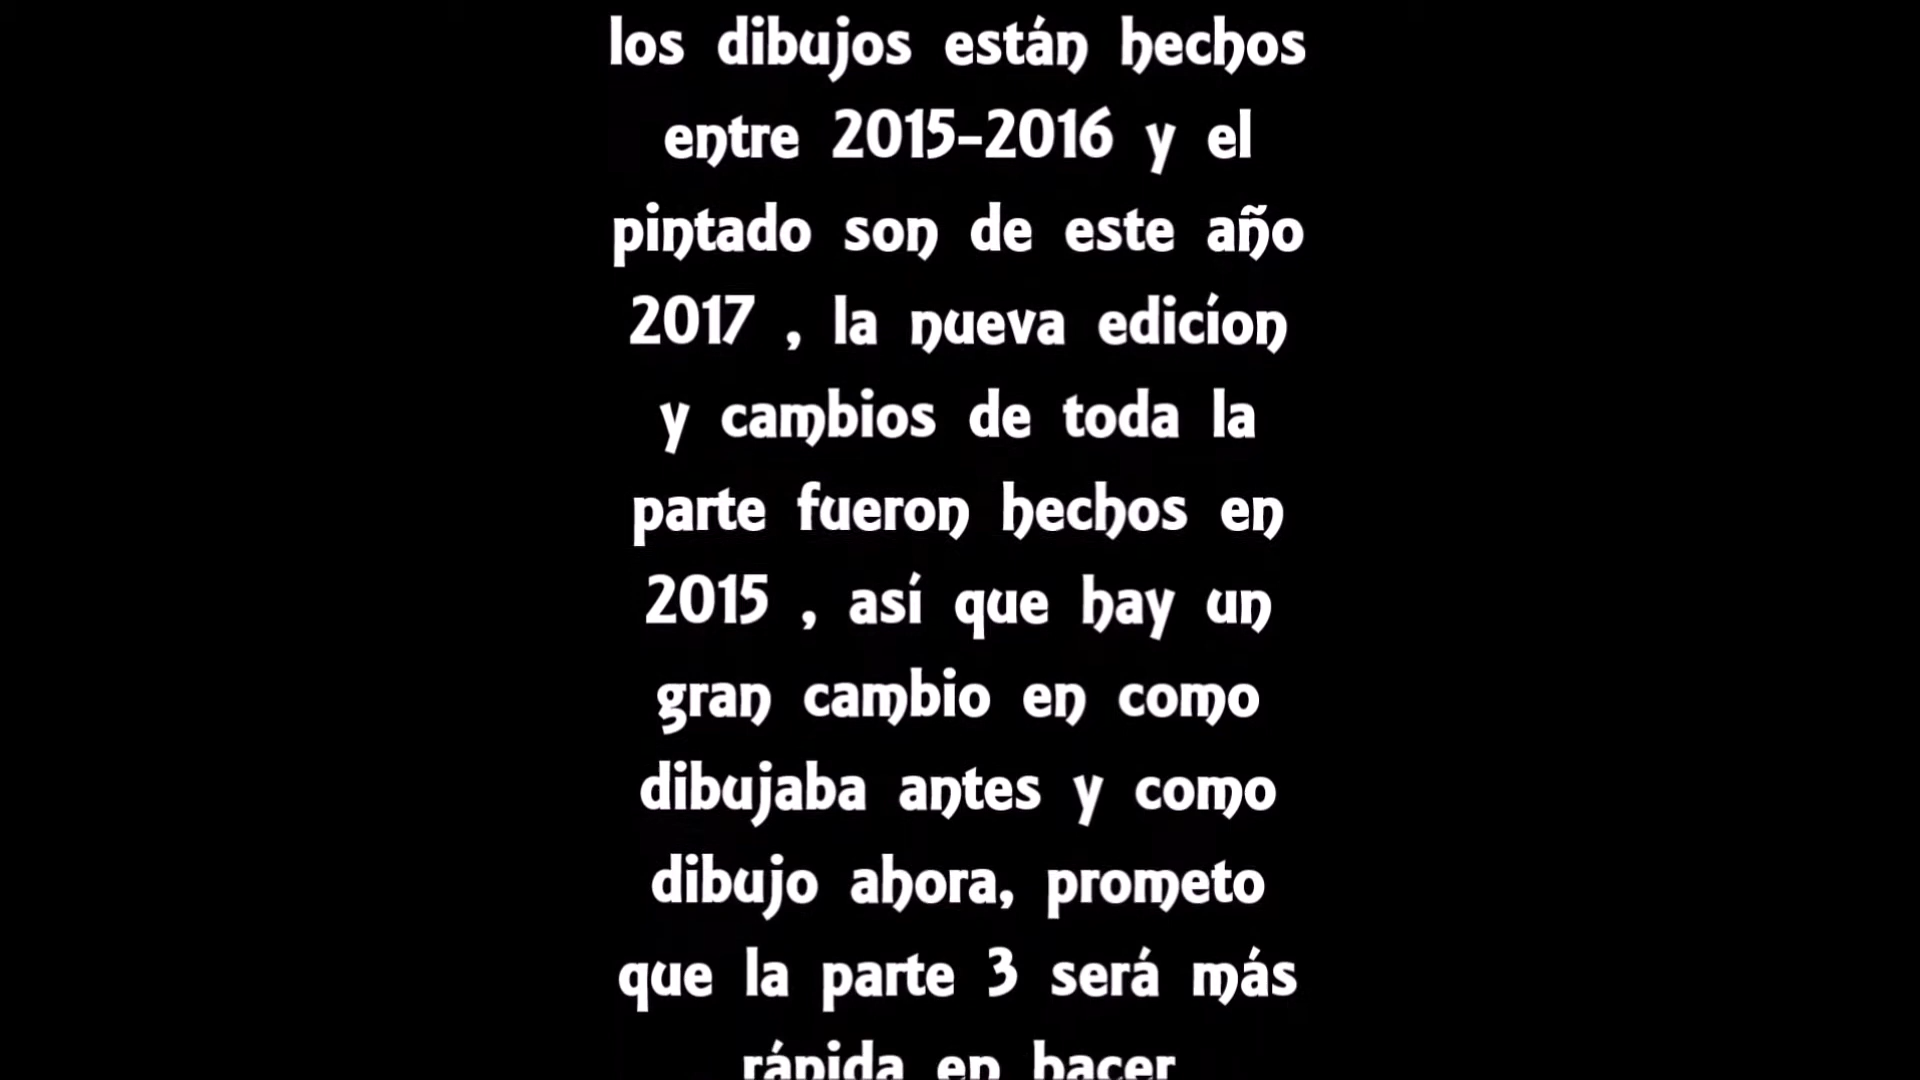 los dibujos están hechos
entre 2015-2016 y el
pintado son de este año
2017 , la nueva edicíon
y cambios de toda la
parte fueron hechos en
2015 , así que hay un
gran cambio en como
dibujaba antes y como
dibujo ahora, prometo
que la parte 3 será más
rápida en hacer